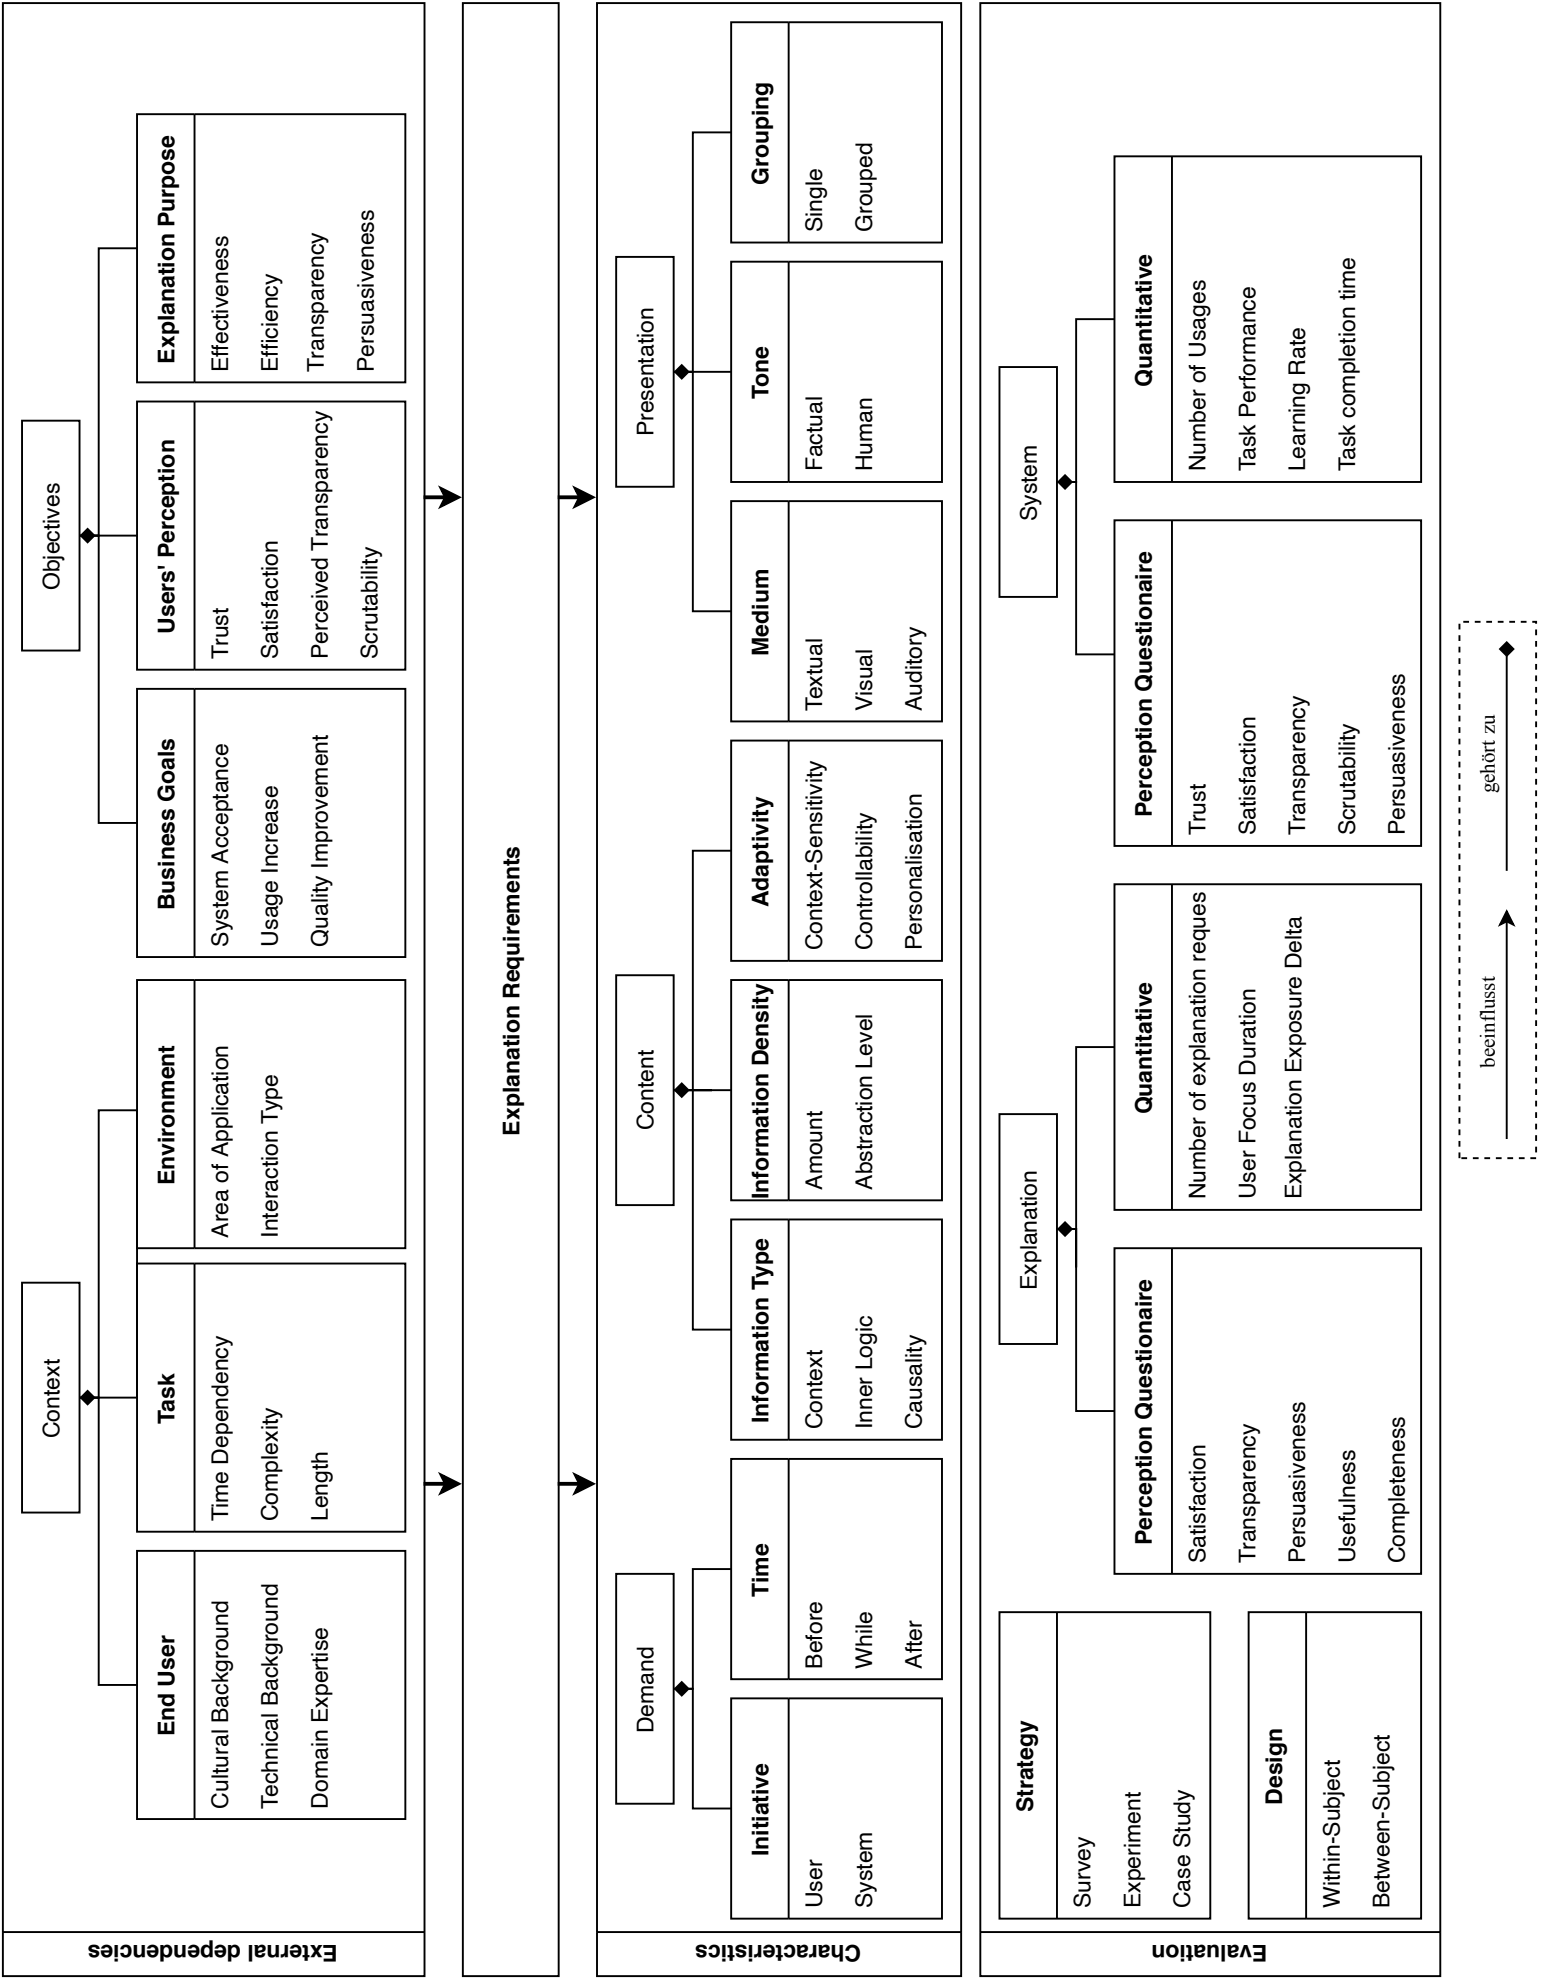 External dependencies
Context
End User
Cultural Background
Technical Background
Domain Expertise
Task
Time Dependency
Complexity
Length
Environment
Area of Application
Interaction Type
Objectives
Business Goals
System Acceptance
Usage Increase
Quality Improvement
Users' Perception
Trust
Satisfaction
Perceived Transparency
Scrutability
Explanation Purpose
Effectiveness
Efficiency
Transparency
Persuasiveness
Explanation Requirements
Characteristics
Demand
Initiative
User
System
Time
Before
While
After
Content
Information Type
Context
Inner Logic
Causality
Information Density
Amount
Abstraction Level
Adaptivity
Context-Sensitivity
Controllability
Personalisation
Presentation
Medium
Textual
Visual
Auditory
Tone
Factual
Human
Grouping
Single
Grouped
Evaluation
Strategy
Survey
Experiment
Case Study
Design
Within-Subject
Between-Subject
Explanation
Perception Questionaire
Satisfaction
Transparency
Persuasiveness
Usefulness
Completeness
Quantitative
Number of explanation reques
User Focus Duration
Explanation Exposure Delta
System
Perception Questionaire
Trust
Satisfaction
Transparency
Scrutability
Persuasiveness
Quantitative
Number of Usages
Task Performance
Learning Rate
Task completion time
beeinflusst
gehört zu